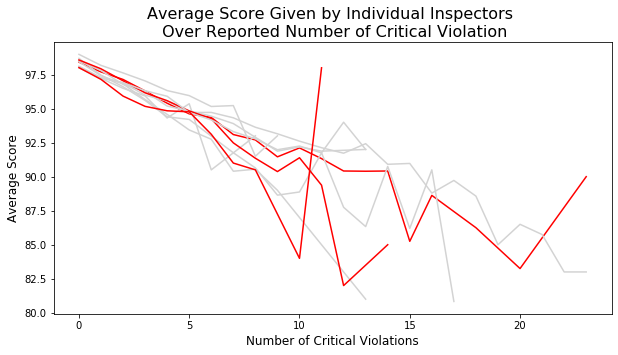 Average Score Given by Individual Inspectors
Over Reported Number of Critical Violation
97.5
95.0
92.5
90.0
87.5
85.0
82.5
80.0
Average Score
0 5 10 15 20
Number of Critical Violations